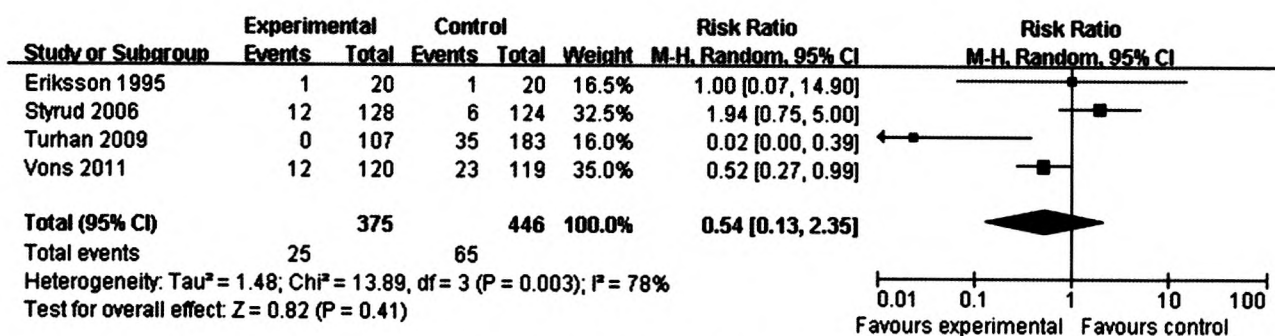 Experimental Control Risk Ratio Risk Ratio
Study or Subgroup Events Total Events Total Weight M-H, Random, 95% CI M-H, Random, 95% CI
Eriksson 1995 1 20 1 20 16.5% 1.00 [0.07, 14.90]
Styrud 2006 12 128 6 124 32.5% 1.94 [0.75, 5.00]
Turhan 2009 0 107 35 183 16.0% 0.02 [0.00, 0.39]
Vons 2011 12 120 23 119 35.0% 0.52 [0.27, 0.99]
Total (95% CI) 375 446 100.0% 0.54 [0.13, 2.35]
Total events 25 65
Heterogeneity: Tau² = 1.48; Chi² = 13.89, df = 3 (P = 0.003); I² = 78%
Test for overall effect: Z = 0.82 (P = 0.41)
0.01 0.1 1 10 100
Favours experimental Favours control